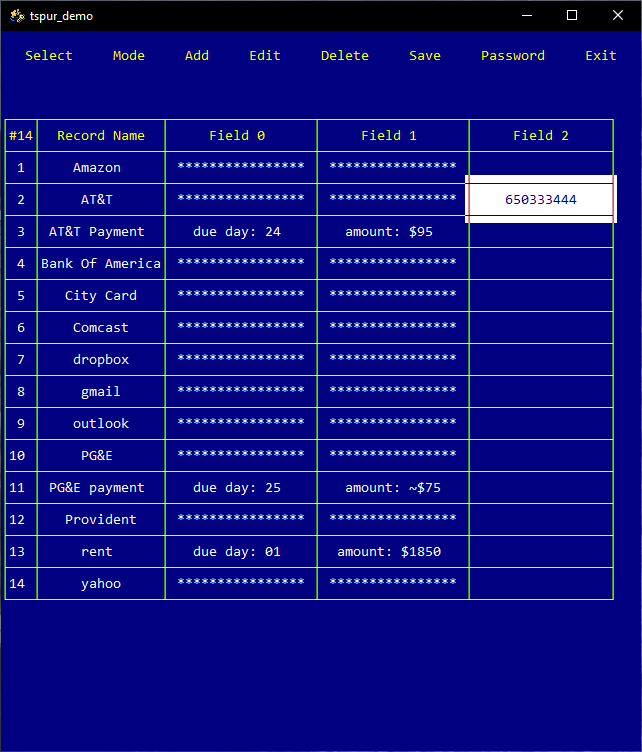 tspur_demo
Select Mode Add Edit Delete Save Password Exit
#14 Record Name Field 0 Field 1 Field 2
1 Amazon **************** ****************
2 AT&T **************** **************** 650333444
3 AT&T Payment due day: 24 amount: $95
4 Bank Of America **************** ****************
5 City Card **************** ****************
6 Comcast **************** ****************
7 dropbox **************** ****************
8 gmail **************** ****************
9 outlook **************** ****************
10 PG&E **************** ****************
11 PG&E payment due day: 25 amount: ~$75
12 Provident **************** ****************
13 rent due day: 01 amount: $1850
14 yahoo **************** ****************